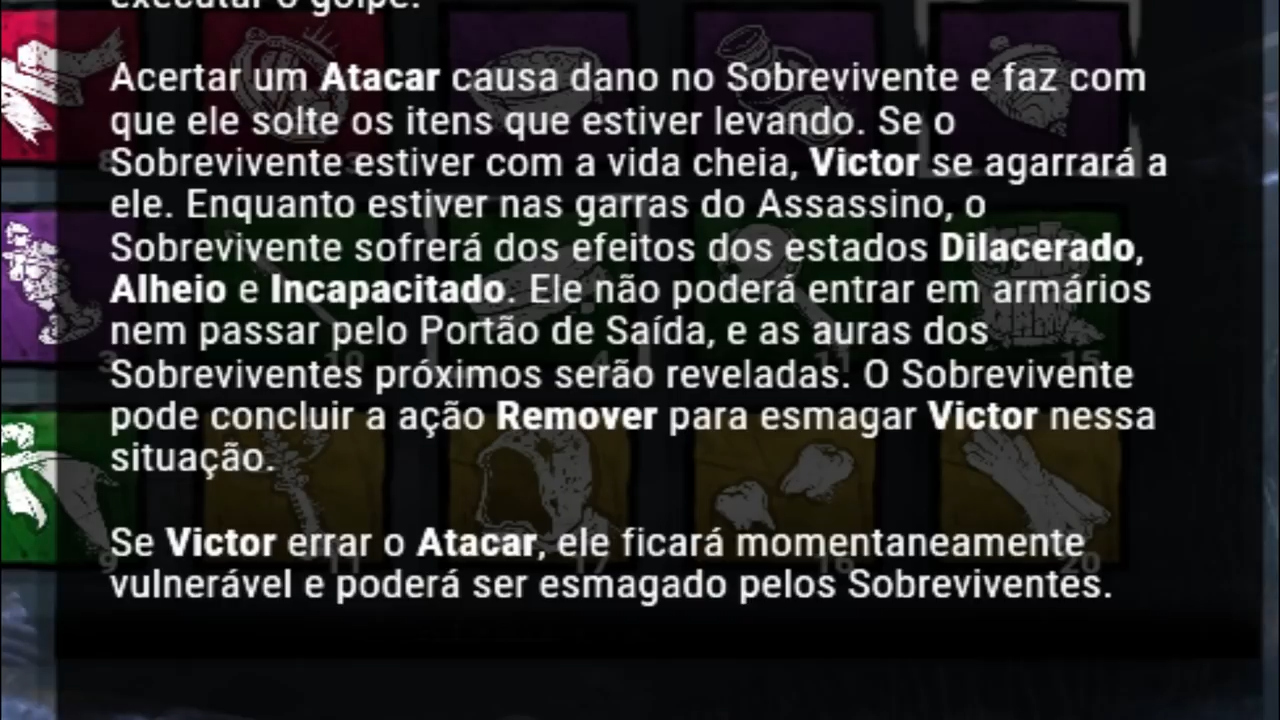 executar o golpe.
Acertar um Atacar causa dano no Sobrevivente e faz com
que ele solte os itens que estiver levando. Se o
Sobrevivente estiver com a vida cheia, Victor se agarrará a
ele. Enquanto estiver nas garras do Assassino, o
Sobrevivente sofrerá dos efeitos dos estados Dilacerado,
Alheio e Incapacitado. Ele não poderá entrar em armários
nem passar pelo Portão de Saída, e as auras dos
Sobreviventes próximos serão reveladas. O Sobrevivente
pode concluir a ação Remover para esmagar Victor nessa
situação.
Se Victor errar o Atacar, ele ficará momentaneamente
vulnerável e poderá ser esmagado pelos Sobreviventes.